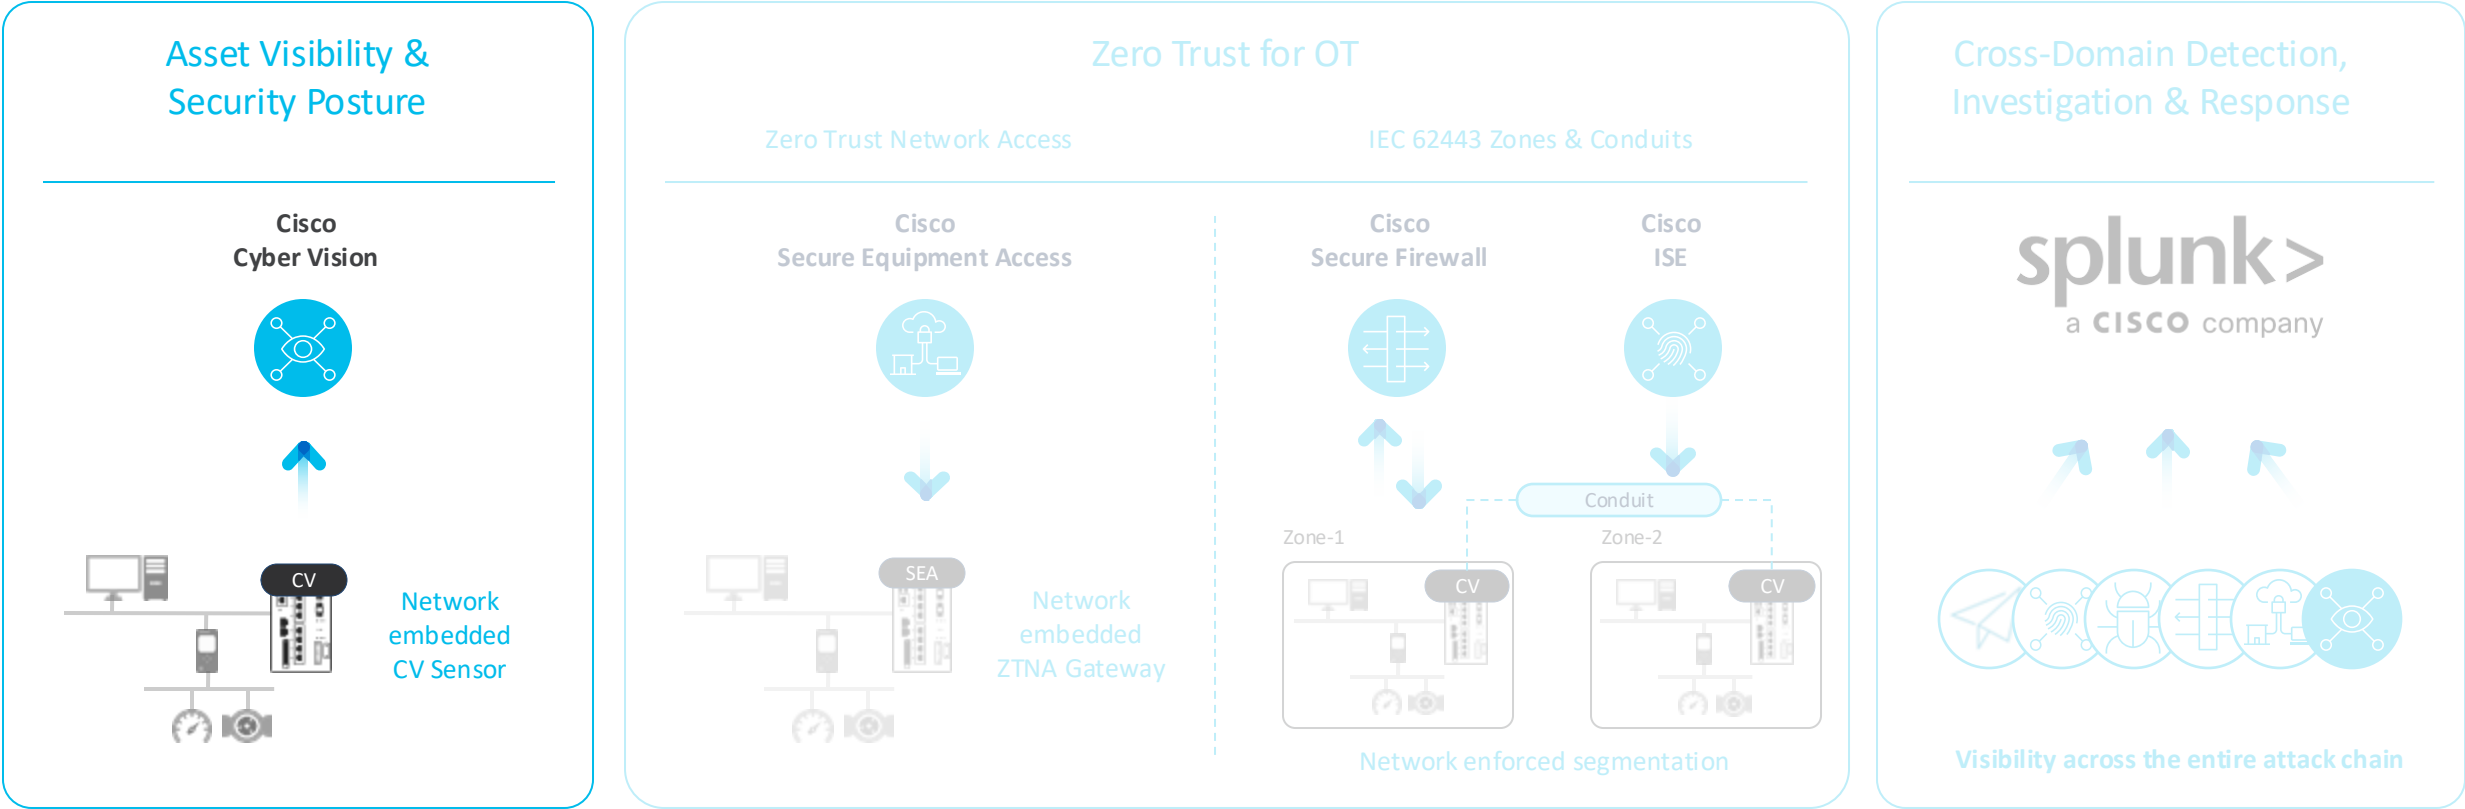 Asset Visibility &
Security Posture
Cisco
Cyber Vision
CV
Network
embedded
CV Sensor
Zero Trust for OT
Zero Trust Network Access
Cisco
Secure Equipment Access
SEA
Network
embedded
ZTNA Gateway
IEC 62443 Zones & Conduits
Cisco
Secure Firewall
Cisco
ISE
Conduit
Zone-1
CV
Zone-2
CV
Network enforced segmentation
Cross-Domain Detection,
Investigation & Response
splunk>
a CISCO company
Visibility across the entire attack chain